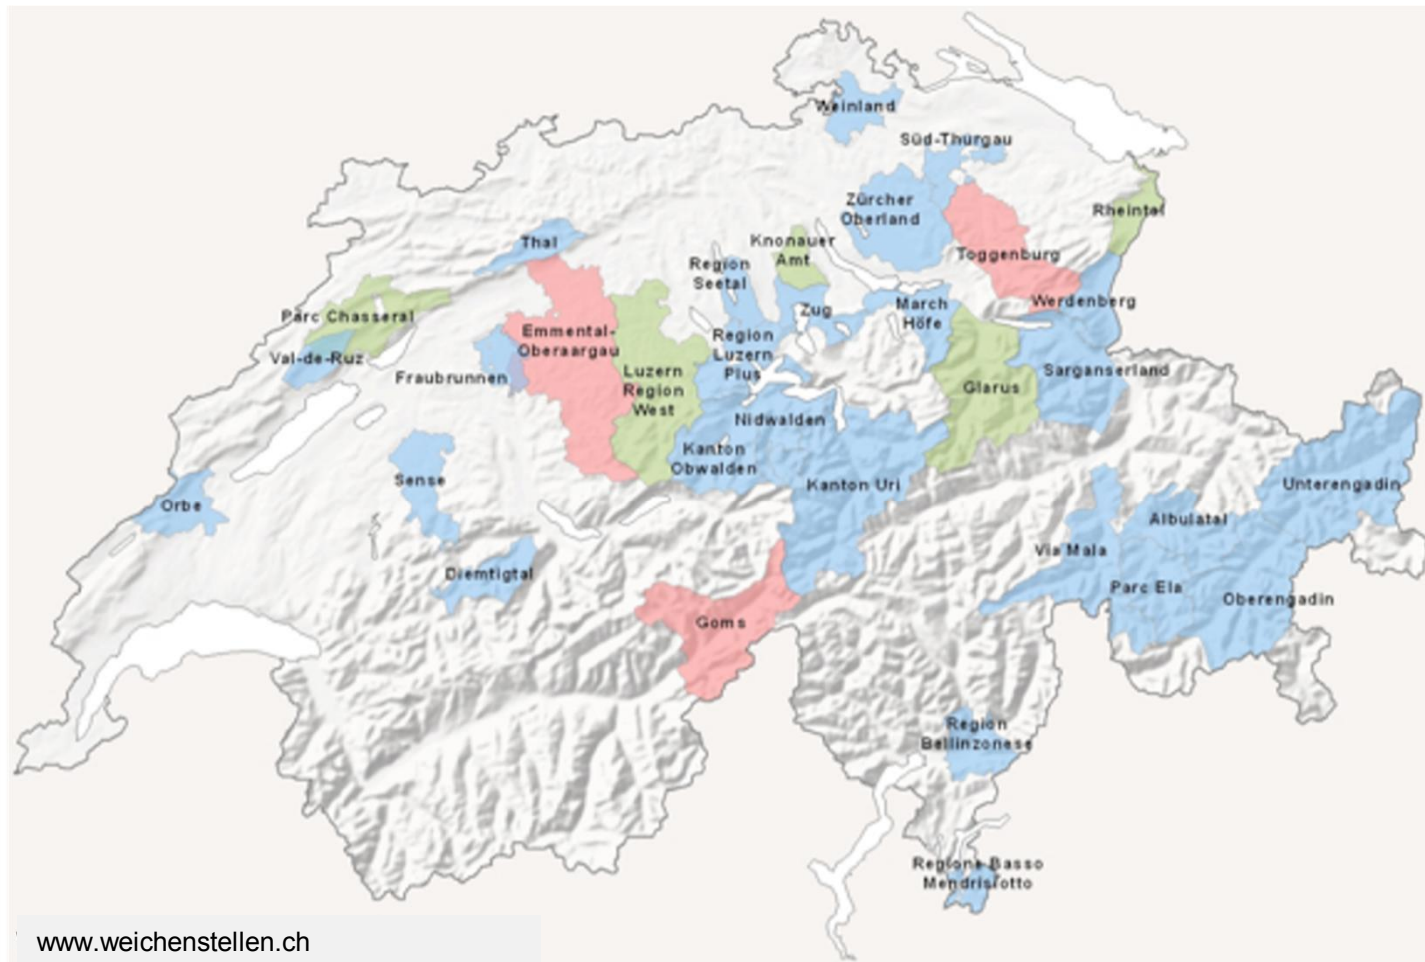 Weinland
Süd-Thurgau
Zürcher
Oberland
Rheintal
Thal
Knonauer
Amt
Region
Seetal
Toggenburg
Werdenberg
Parc Chasseral
Zug
March
Höfe
Emmental-
Oberaargau
Region
Luzern
Plus
Val-de-Ruz
Fraubrunnen
Luzern
Region
West
Sarganserland
Glarus
Nidwalden
Kanton
Obwalden
Sense
Kanton Uri
Unterengadin
Orbe
Albulatal
Via Mala
Diemtigtal
Parc Ela
Oberengadin
Goms
Region
Bellinzonese
Regione Basso
Mendrisiotto
www.weichenstellen.ch